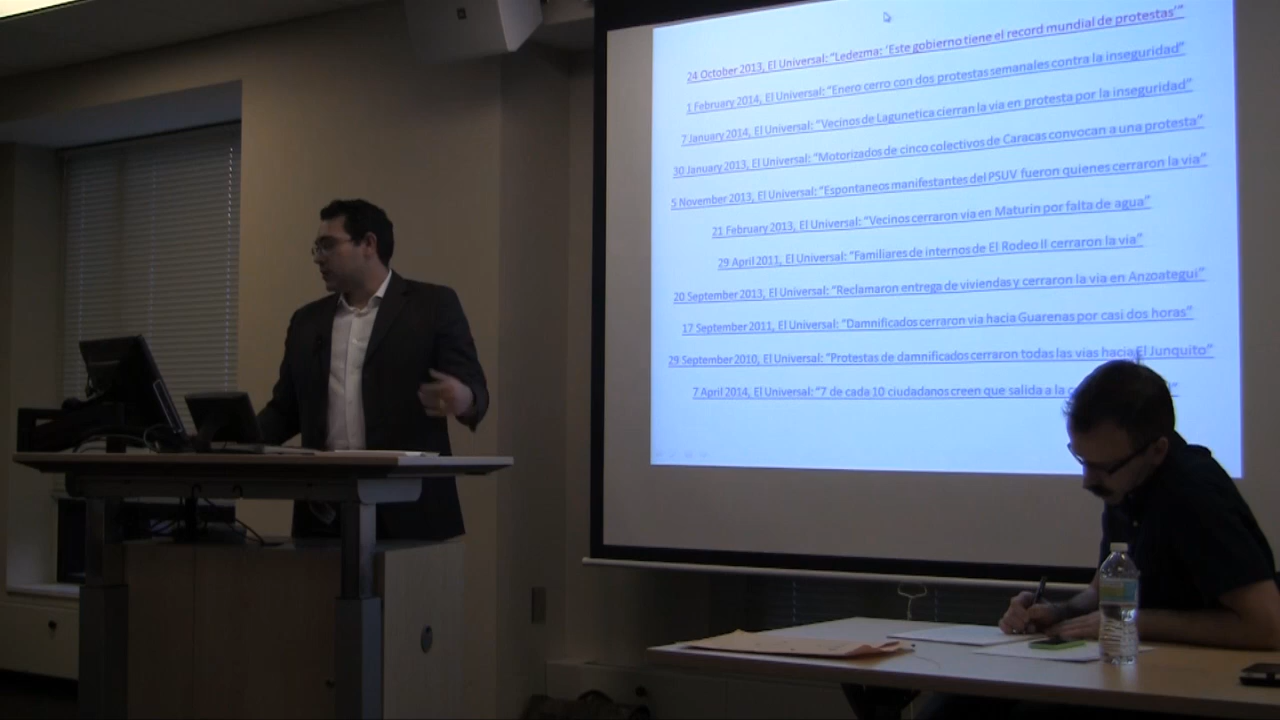 24 October 2013, El Universal: "Ledezma: 'Este gobierno tiene el record mundial de protestas'"
1 February 2014, El Universal: "Enero cerro con dos protestas semanales contra la inseguridad"
7 January 2014, El Universal: "Vecinos de Lagunetica cierran la via en protesta por la inseguridad"
30 January 2013, El Universal: "Motorizados de cinco colectivos de Caracas convocan a una protesta"
5 November 2013, El Universal: "Espontaneos manifestantes del PSUV fueron quienes cerraron la via"
21 February 2013, El Universal: "Vecinos cerraron via en Maturin por falta de agua"
29 April 2011, El Universal: "Familiares de internos de El Rodeo II cerraron la via"
20 September 2013, El Universal: "Reclamaron entrega de viviendas y cerraron la via en Anzoategui"
17 September 2011, El Universal: "Damnificados cerraron via hacia Guarenas por casi dos horas"
29 September 2010, El Universal: "Protestas de damnificados cerraron todas las vias hacia El Junquito"
7 April 2014, El Universal: "7 de cada 10 ciudadanos creen que salida a la